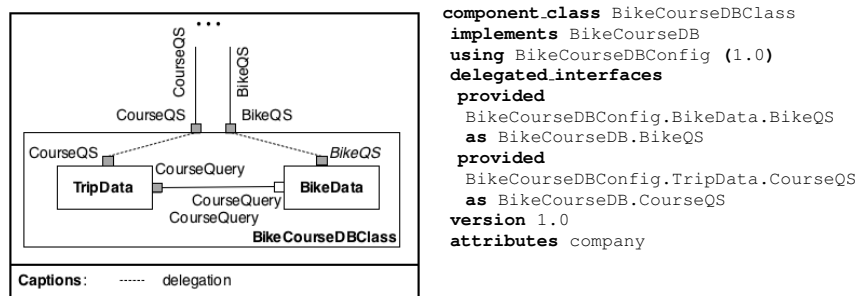 ...
CourseQS
BikeQS
CourseQS
BikeQS
CourseQS
BikeQS
CourseQuery
TripData
BikeData
CourseQuery
CourseQuery
BikeCourseDBClass
Captions: ------ delegation
component_class BikeCourseDBClass
implements BikeCourseDB
using BikeCourseDBConfig (1.0)
delegated_interfaces
provided
BikeCourseDBConfig.BikeData.BikeQS
as BikeCourseDB.BikeQS
provided
BikeCourseDBConfig.TripData.CourseQS
as BikeCourseDB.CourseQS
version 1.0
attributes company